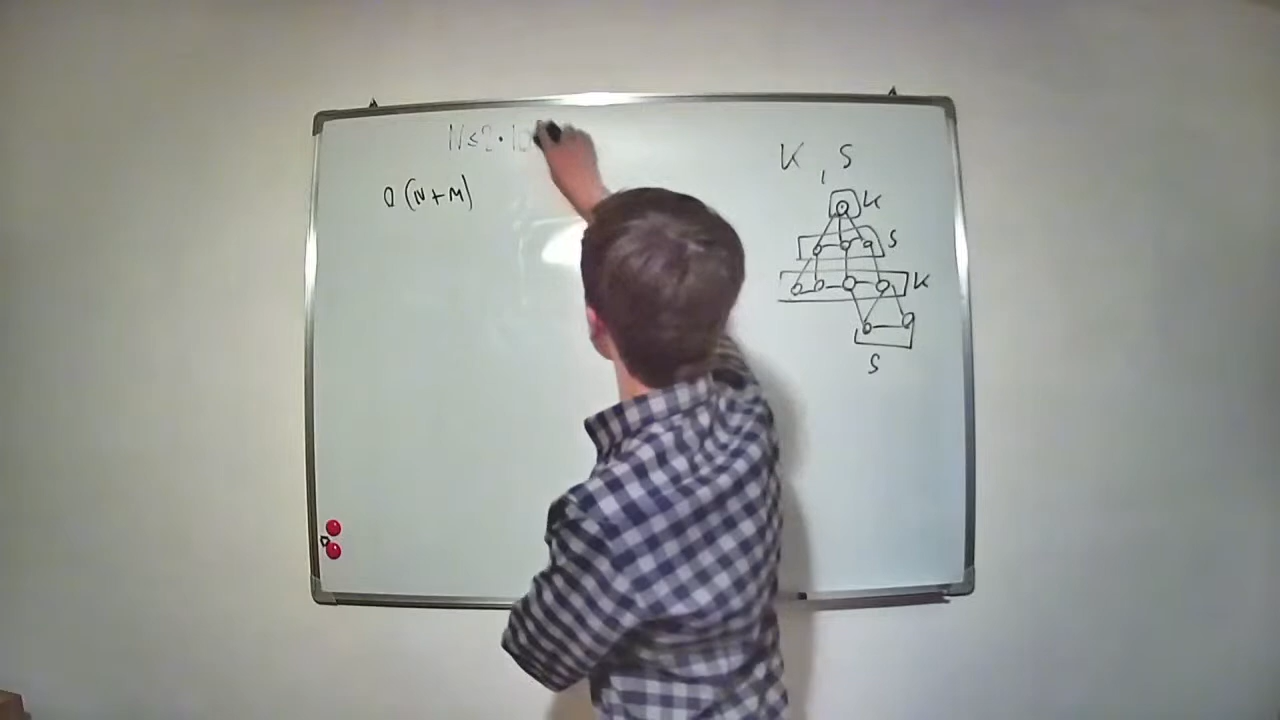 N ≤ 2 · 10
O (N + M)
K , S
K
S
K
S